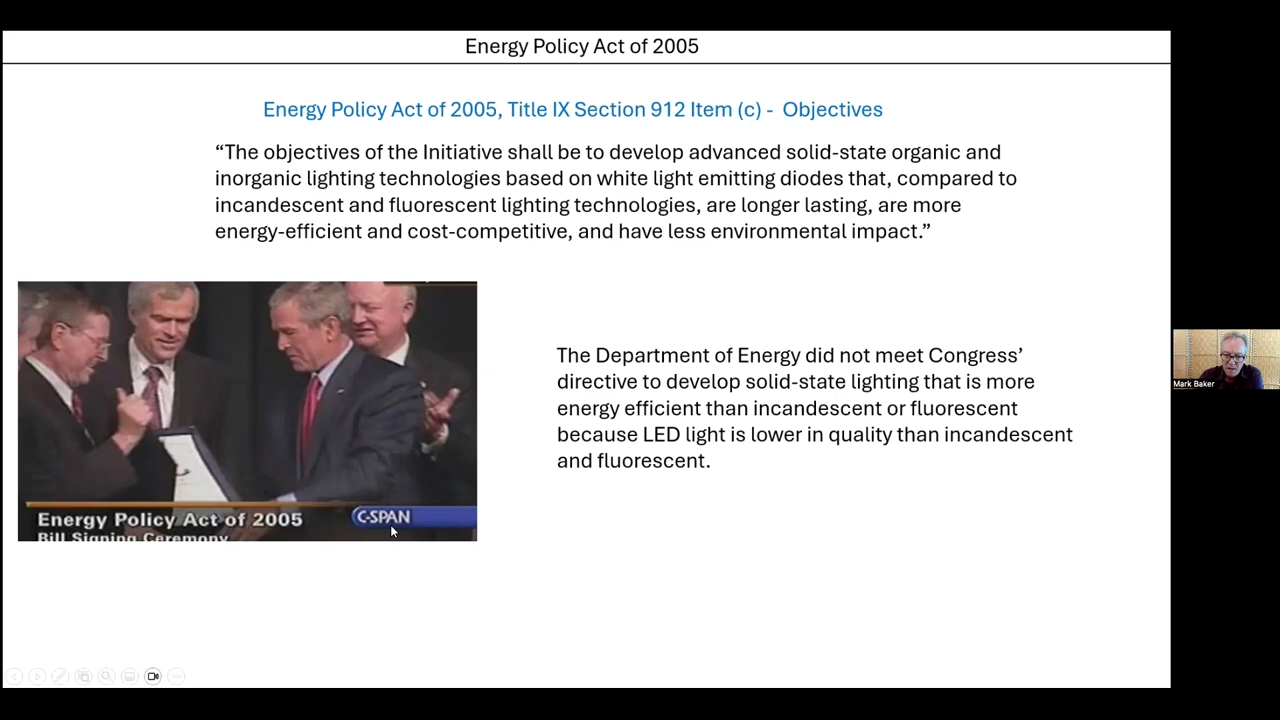 Energy Policy Act of 2005
Energy Policy Act of 2005, Title IX Section 912 Item (c) - Objectives
“The objectives of the Initiative shall be to develop advanced solid-state organic and
inorganic lighting technologies based on white light emitting diodes that, compared to
incandescent and fluorescent lighting technologies, are longer lasting, are more
energy-efficient and cost-competitive, and have less environmental impact.”
The Department of Energy did not meet Congress’
directive to develop solid-state lighting that is more
energy efficient than incandescent or fluorescent
because LED light is lower in quality than incandescent
and fluorescent.
Energy Policy Act of 2005
C-SPAN
Bill Signing Ceremony
Mark Baker